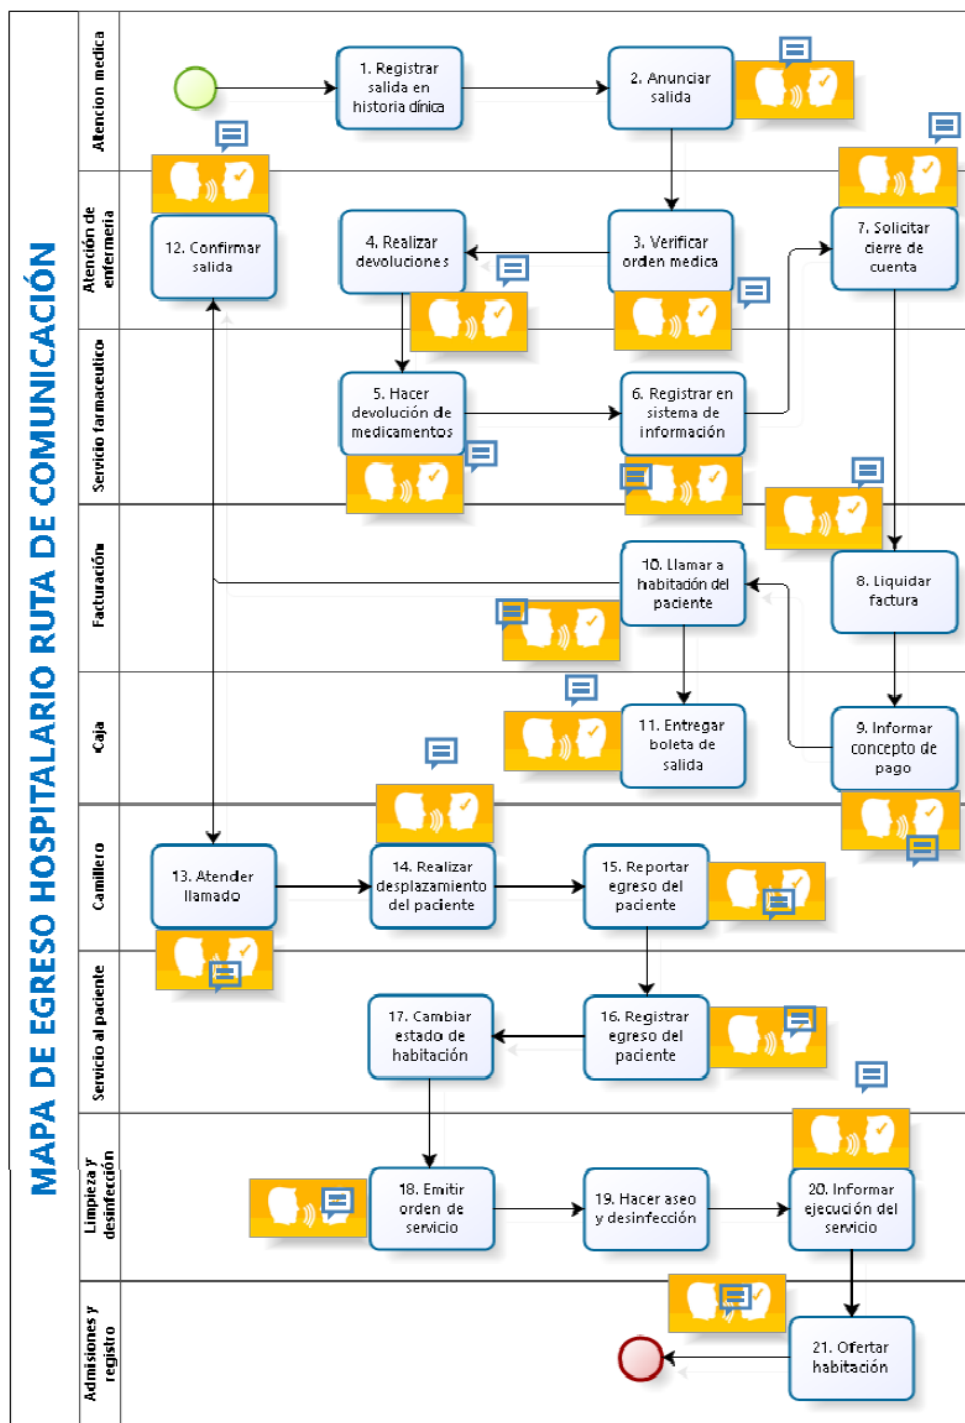 MAPA DE EGRESO HOSPITALARIO RUTA DE COMUNICACIÓN
Atencion medica
1. Registrar
salida en
historia clínica
2. Anunciar
salida
Atención de
enfermería
12. Confirmar
salida
4. Realizar
devoluciones
3. Verificar
orden medica
7. Solicitar
cierre de
cuenta
Servicio farmaceutico
5. Hacer
devolución de
medicamentos
6. Registrar en
sistema de
información
Facturación
10. Llamar a
habitación del
paciente
8. Liquidar
factura
Caja
11. Entregar
boleta de
salida
9. Informar
concepto de
pago
Camillero
13. Atender
llamado
14. Realizar
desplazamiento
del paciente
15. Reportar
egreso del
paciente
Servicio al paciente
17. Cambiar
estado de
habitación
16. Registrar
egreso del
paciente
Limpieza y
desinfección
18. Emitir
orden de
servicio
19. Hacer aseo
y desinfección
20. Informar
ejecución del
servicio
Admisiones y
registro
21. Ofertar
habitación